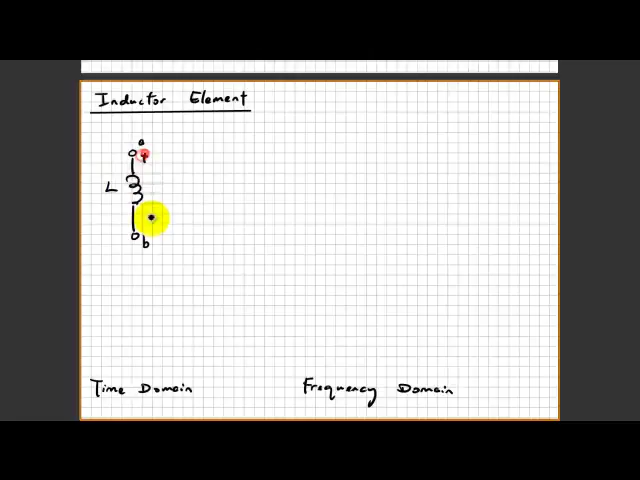 Inductor Element
a
+
L
b
Time Domain
Frequency Domain